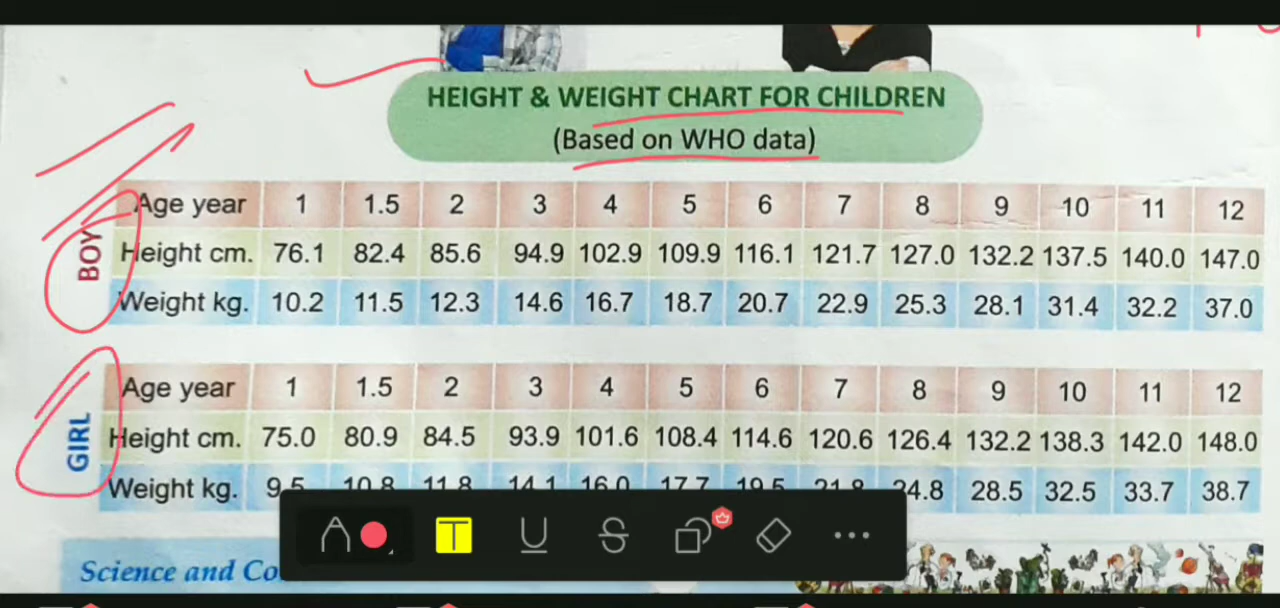 HEIGHT & WEIGHT CHART FOR CHILDREN
(Based on WHO data)
BOY
Age year 1 1.5 2 3 4 5 6 7 8 9 10 11 12
Height cm. 76.1 82.4 85.6 94.9 102.9 109.9 116.1 121.7 127.0 132.2 137.5 140.0 147.0
Weight kg. 10.2 11.5 12.3 14.6 16.7 18.7 20.7 22.9 25.3 28.1 31.4 32.2 37.0
GIRL
Age year 1 1.5 2 3 4 5 6 7 8 9 10 11 12
Height cm. 75.0 80.9 84.5 93.9 101.6 108.4 114.6 120.6 126.4 132.2 138.3 142.0 148.0
Weight kg. 9.5 14.1 17.7 24.8 28.5 32.5 33.7 38.7
Science and